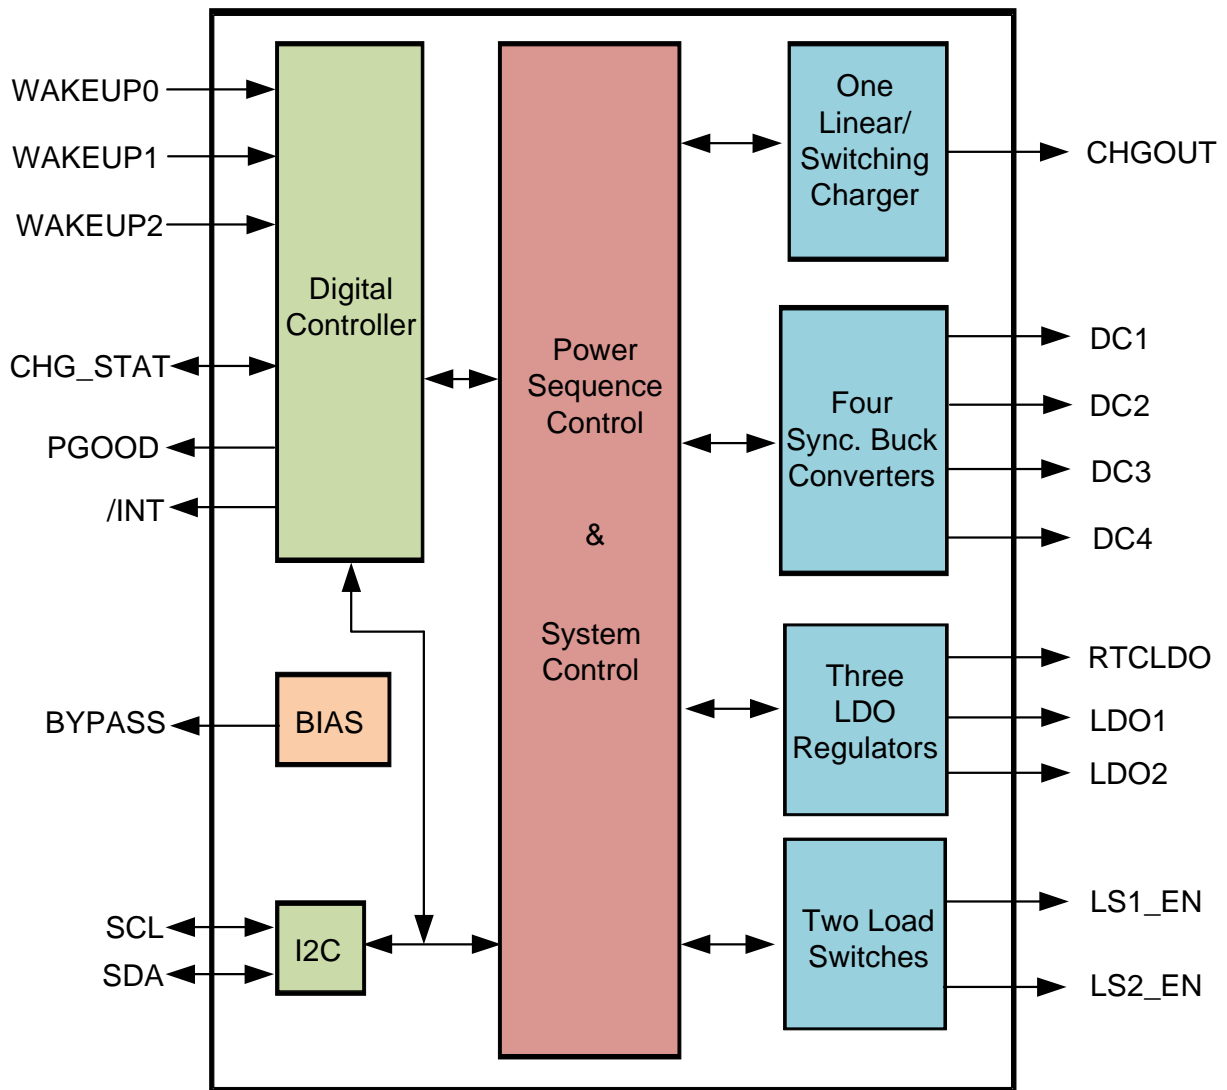 WAKEUP0
WAKEUP1
WAKEUP2
CHG_STAT
PGOOD
/INT
BYPASS
SCL
SDA
Digital
Controller
BIAS
I2C
Power
Sequence
Control
&
System
Control
One
Linear/
Switching
Charger
Four
Sync. Buck
Converters
Three
LDO
Regulators
Two Load
Switches
CHGOUT
DC1
DC2
DC3
DC4
RTCLDO
LDO1
LDO2
LS1_EN
LS2_EN